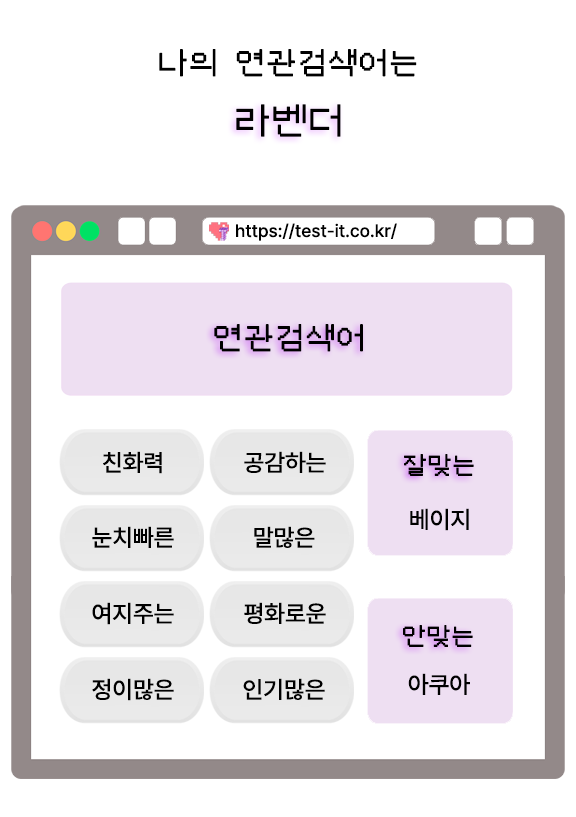 나의 연관검색어는
라벤더
https://test-it.co.kr/
연관검색어
친화력
공감하는
눈치빠른
말많은
여지주는
평화로운
정이많은
인기많은
잘맞는
베이지
안맞는
아쿠아